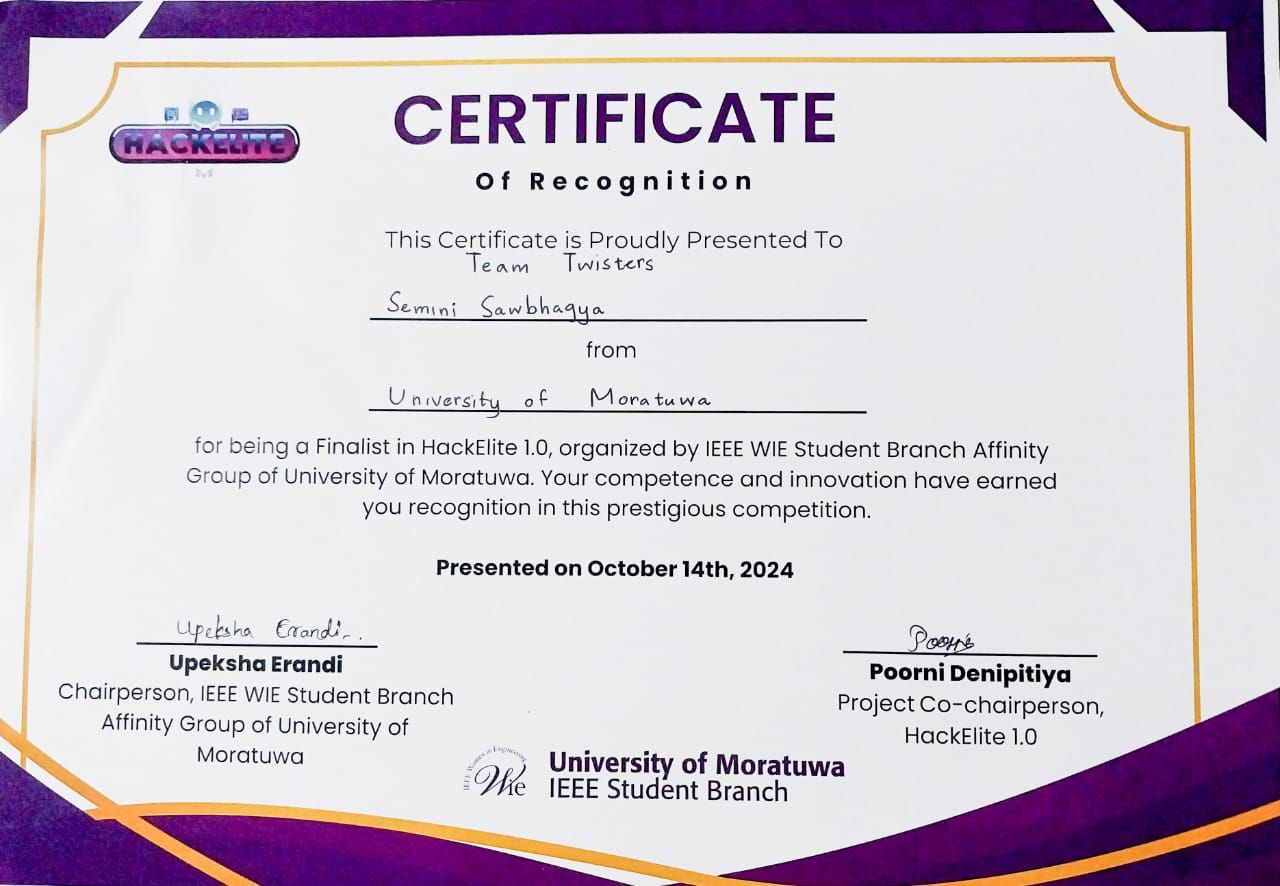 HACKELITE
CERTIFICATE
Of Recognition
This Certificate is Proudly Presented To
Team Twisters
Semini Sawbhagya
from
University of Moratuwa
for being a Finalist in HackElite 1.0, organized by IEEE WIE Student Branch Affinity
Group of University of Moratuwa. Your competence and innovation have earned
you recognition in this prestigious competition.
Presented on October 14th, 2024
Upeksha Erandi
Upeksha Erandi
Chairperson, IEEE WIE Student Branch
Affinity Group of University of
Moratuwa
Poorni Denipitiya
Project Co-chairperson,
HackElite 1.0
IEEE Women in Engineering
Wie
University of Moratuwa
IEEE Student Branch